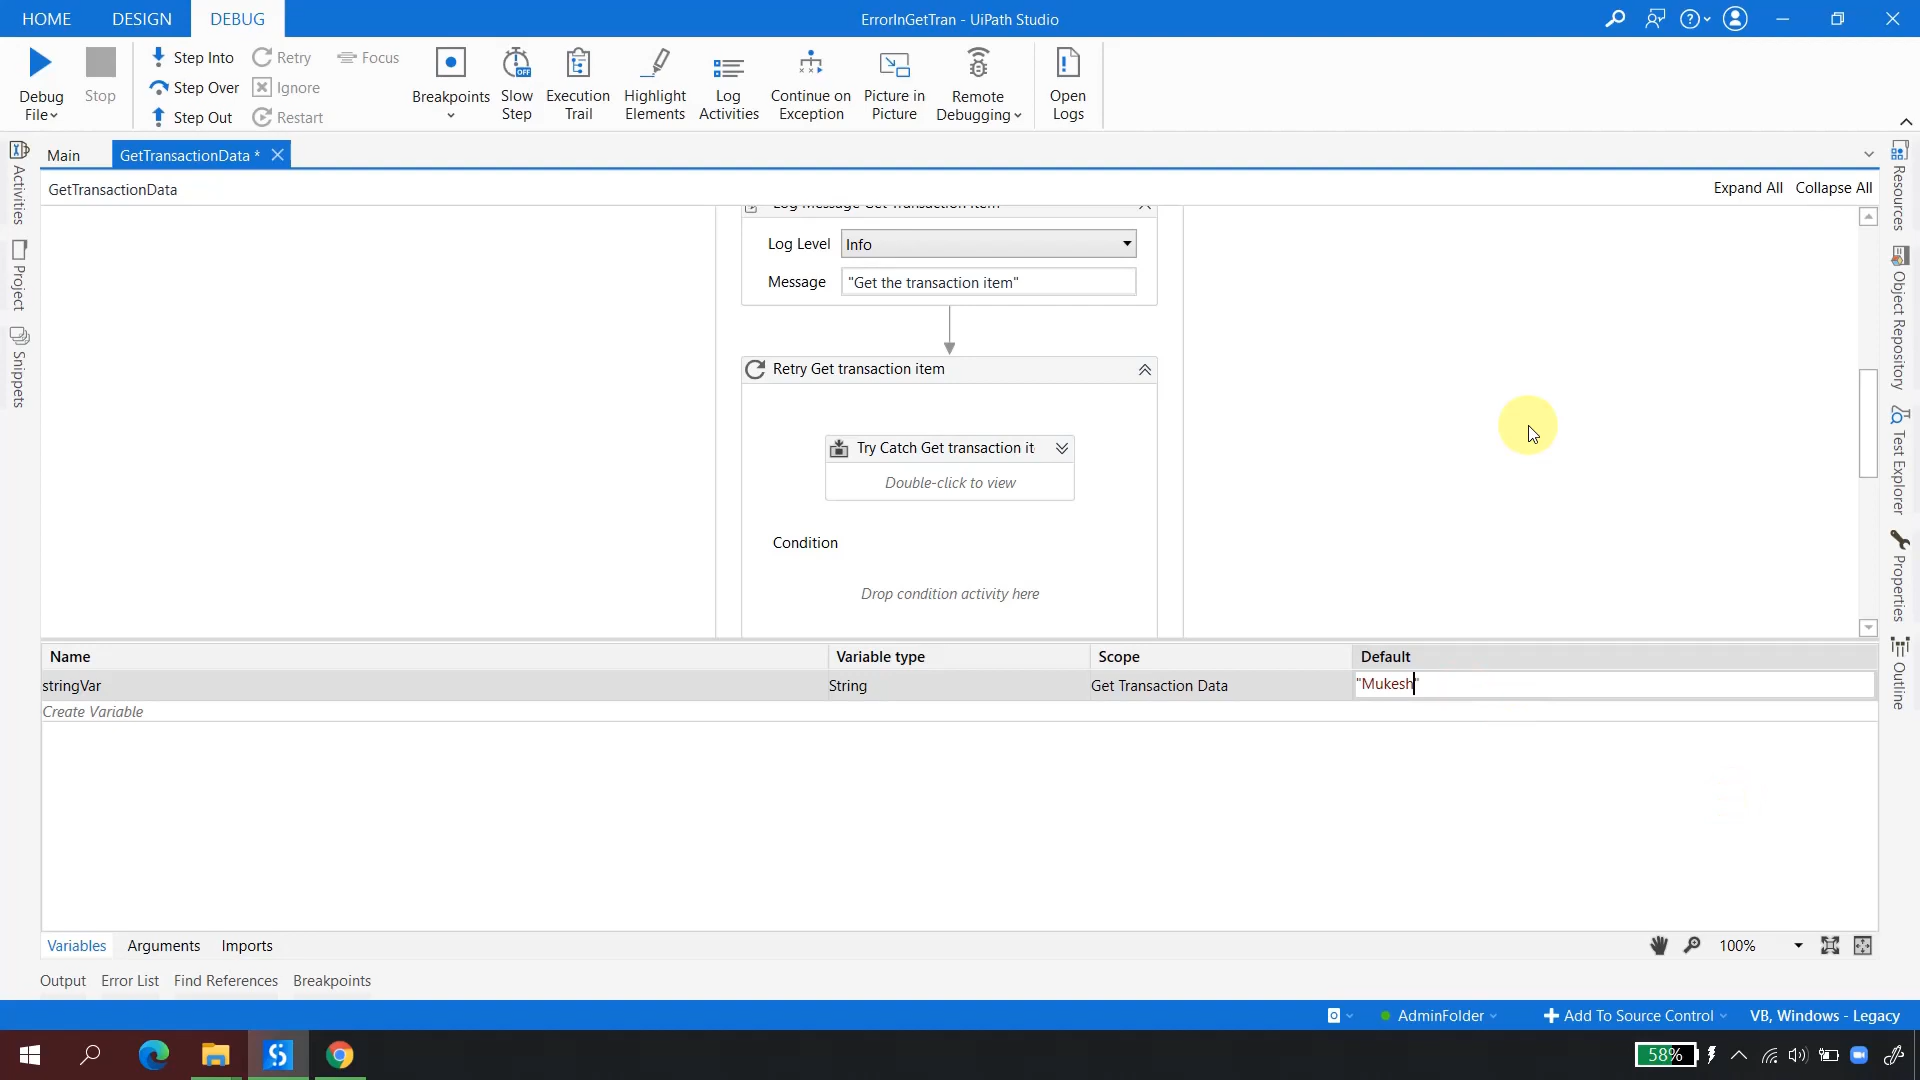 HOME DESIGN DEBUG ErrorInGetTran - UiPath Studio
Debug File Stop
Step Into Retry Focus
Step Over Ignore
Step Out Restart
Breakpoints Slow Step Execution Trail Highlight Elements Log Activities Continue on Exception Picture in Picture Remote Debugging Open Logs
Main GetTransactionData *
GetTransactionData Expand All Collapse All
Activities
Project
Snippets
Resources
Object Repository
Test Explorer
Properties
Outline
Log Message Get Transaction Item
Log Level Info
Message "Get the transaction item"
Retry Get transaction item
Try Catch Get transaction it
Double-click to view
Condition
Drop condition activity here
Name Variable type Scope Default
stringVar String Get Transaction Data "Mukesh"
Create Variable
Variables Arguments Imports 100%
Output Error List Find References Breakpoints
AdminFolder Add To Source Control VB, Windows - Legacy
58%